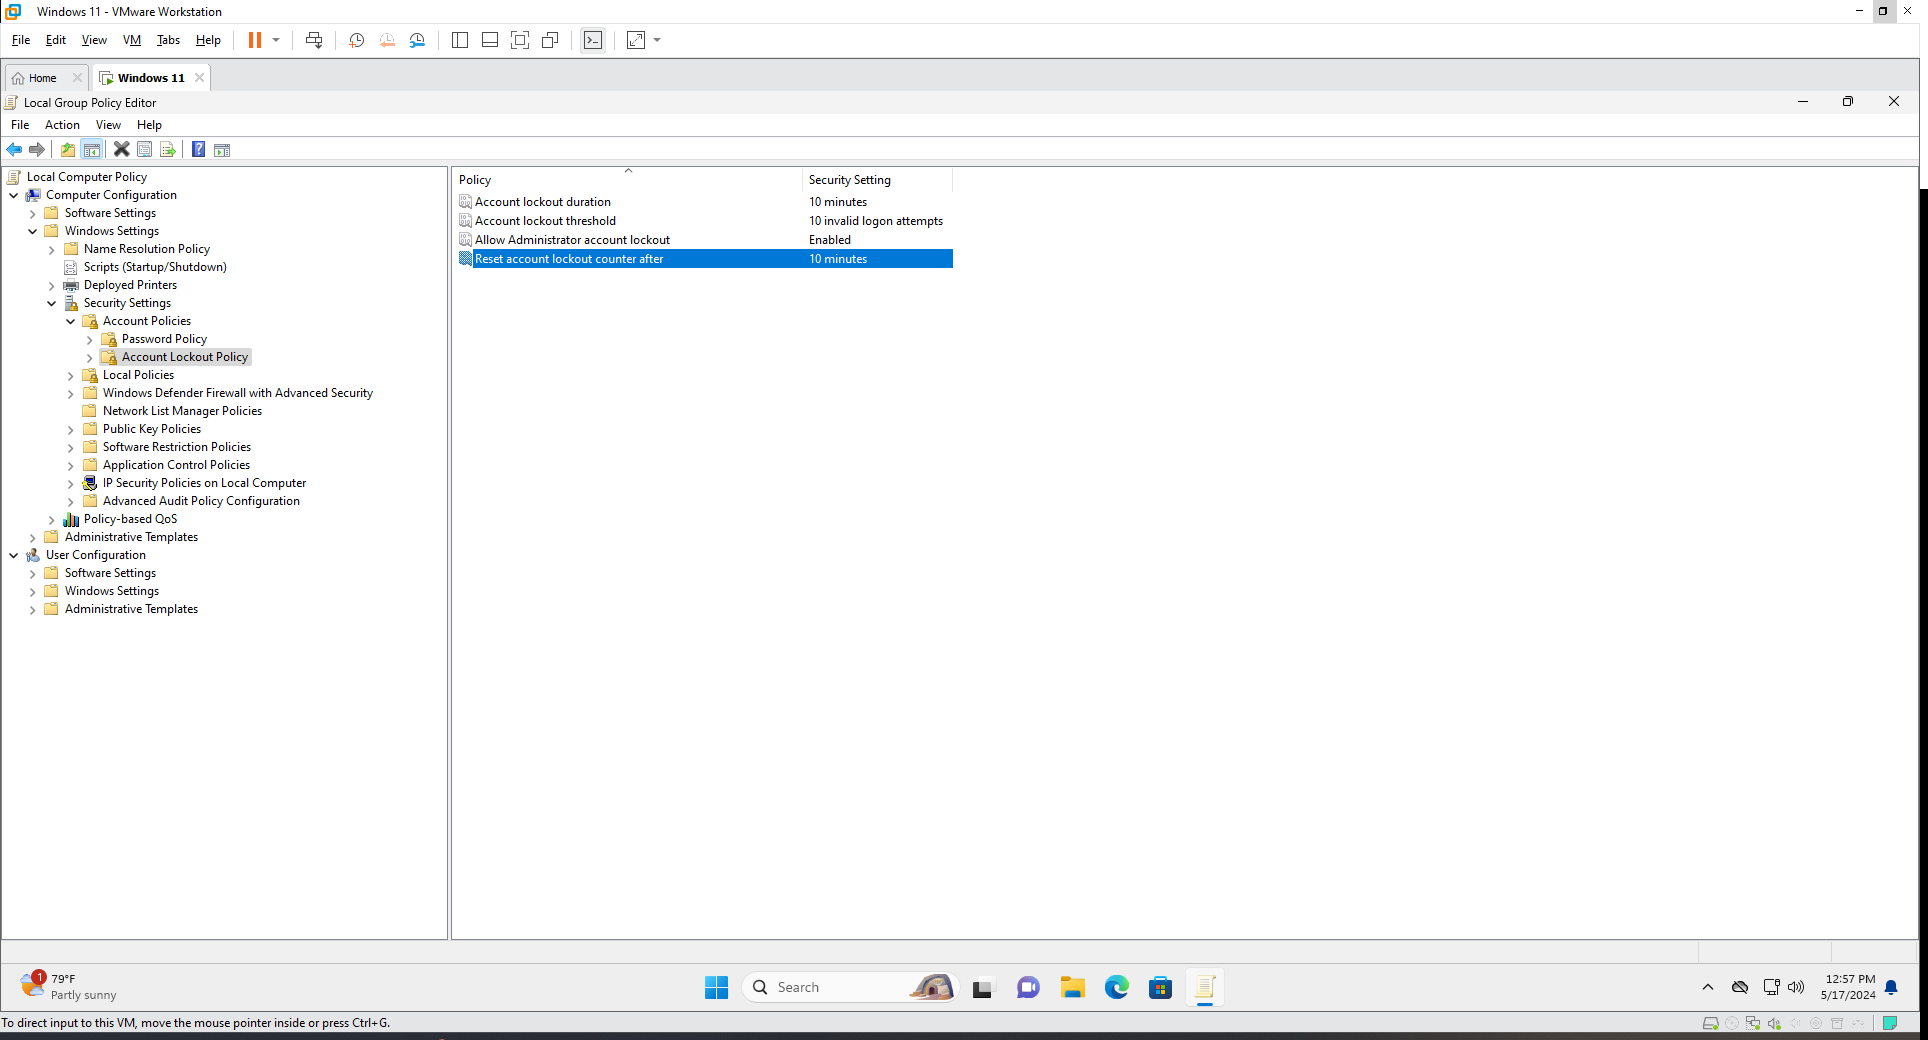 Windows 11 - VMware Workstation
File Edit View VM Tabs Help
Home Windows 11
Local Group Policy Editor
File Action View Help
Local Computer Policy
Computer Configuration
Software Settings
Windows Settings
Name Resolution Policy
Scripts (Startup/Shutdown)
Deployed Printers
Security Settings
Account Policies
Password Policy
Account Lockout Policy
Local Policies
Windows Defender Firewall with Advanced Security
Network List Manager Policies
Public Key Policies
Software Restriction Policies
Application Control Policies
IP Security Policies on Local Computer
Advanced Audit Policy Configuration
Policy-based QoS
Administrative Templates
User Configuration
Software Settings
Windows Settings
Administrative Templates
Policy Security Setting
Account lockout duration 10 minutes
Account lockout threshold 10 invalid logon attempts
Allow Administrator account lockout Enabled
Reset account lockout counter after 10 minutes
1
79°F
Partly sunny
Search
12:57 PM
5/17/2024
To direct input to this VM, move the mouse pointer inside or press Ctrl+G.